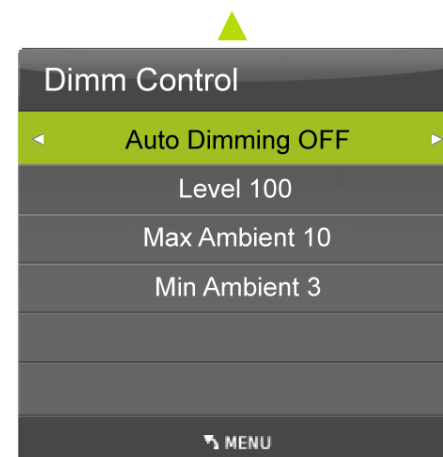 Dimm Control
Auto Dimming OFF
Level 100
Max Ambient 10
Min Ambient 3
MENU